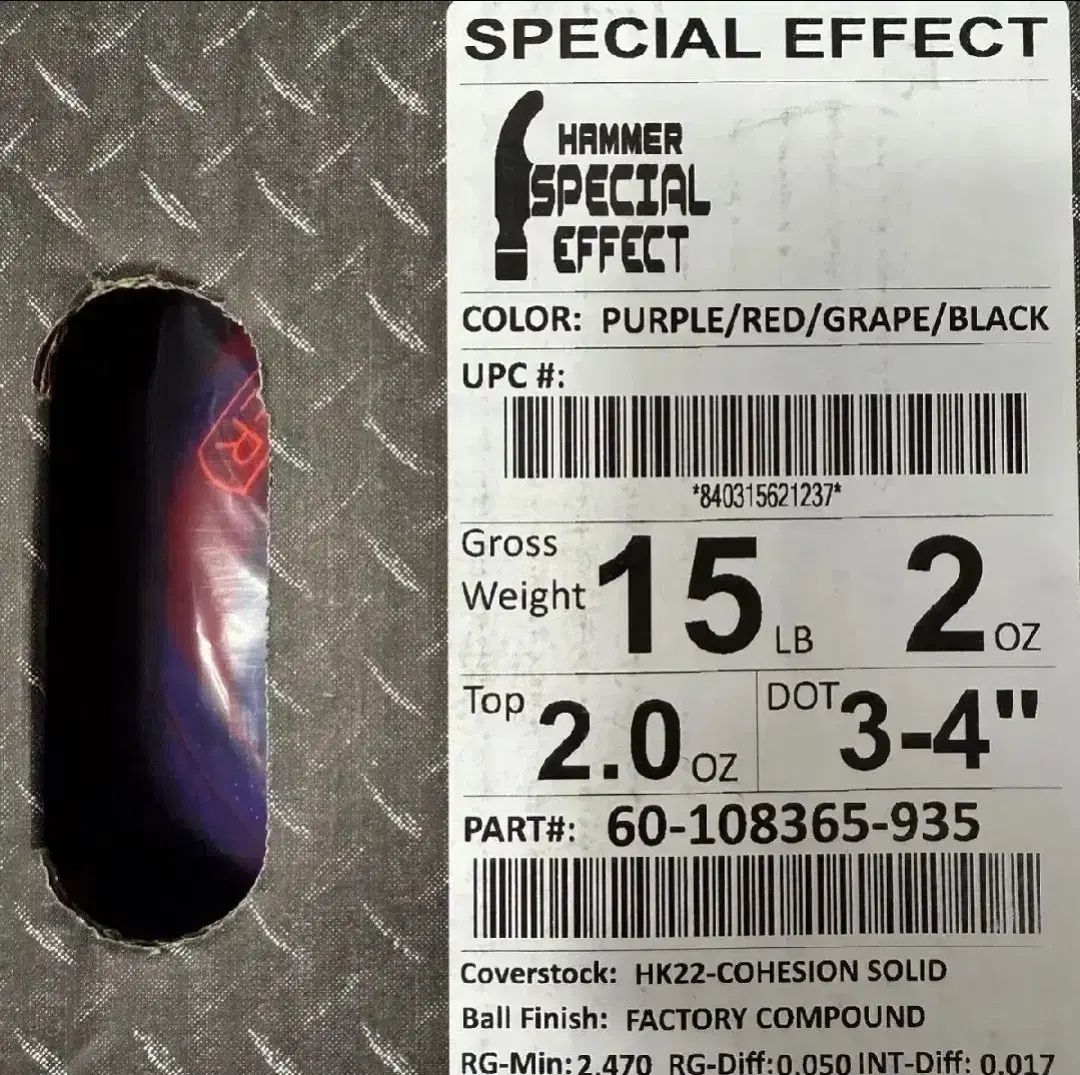 SPECIAL EFFECT
HAMMER
SPECIAL
EFFECT
COLOR: PURPLE/RED/GRAPE/BLACK
UPC #:
*840315621237*
Gross
Weight 15 LB 2 OZ
Top 2.0 OZ DOT 3-4"
PART#: 60-108365-935
Coverstock: HK22-COHESION SOLID
Ball Finish: FACTORY COMPOUND
RG-Min: 2.470 RG-Diff: 0.050 INT-Diff: 0.017